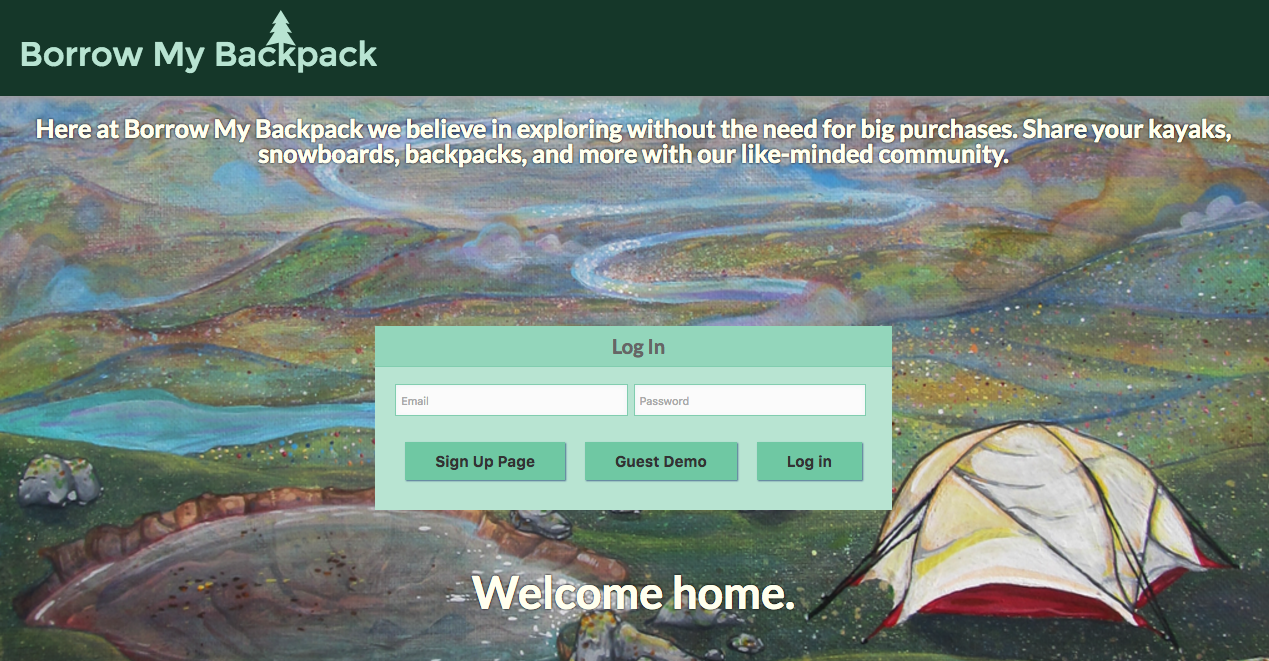 Borrow My Backpack
Here at Borrow My Backpack we believe in exploring without the need for big purchases. Share your kayaks,
snowboards, backpacks, and more with our like-minded community.
Log In
Email Password
Sign Up Page Guest Demo Log in
Welcome home.